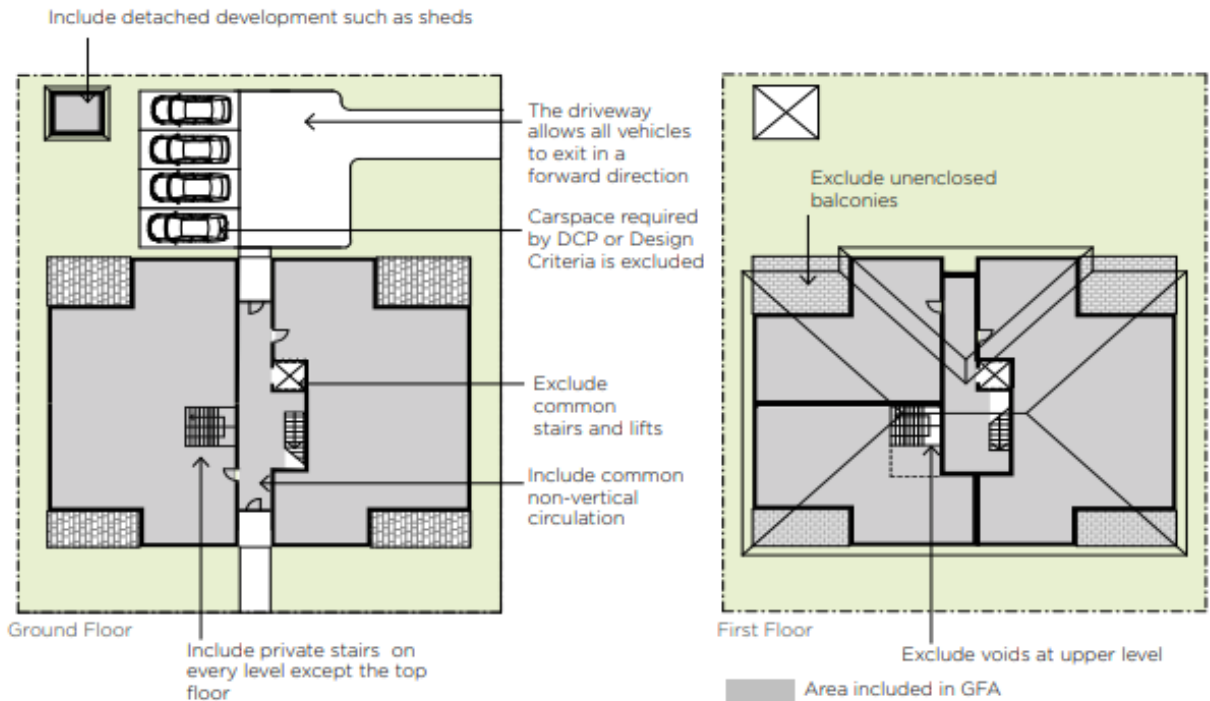 Include detached development such as sheds
The driveway
allows all vehicles
to exit in a
forward direction
Carspace required
by DCP or Design
Criteria is excluded
Exclude
common
stairs and lifts
Include common
non-vertical
circulation
Ground Floor
Include private stairs on
every level except the top
floor
Exclude unenclosed
balconies
First Floor
Exclude voids at upper level
Area included in GFA